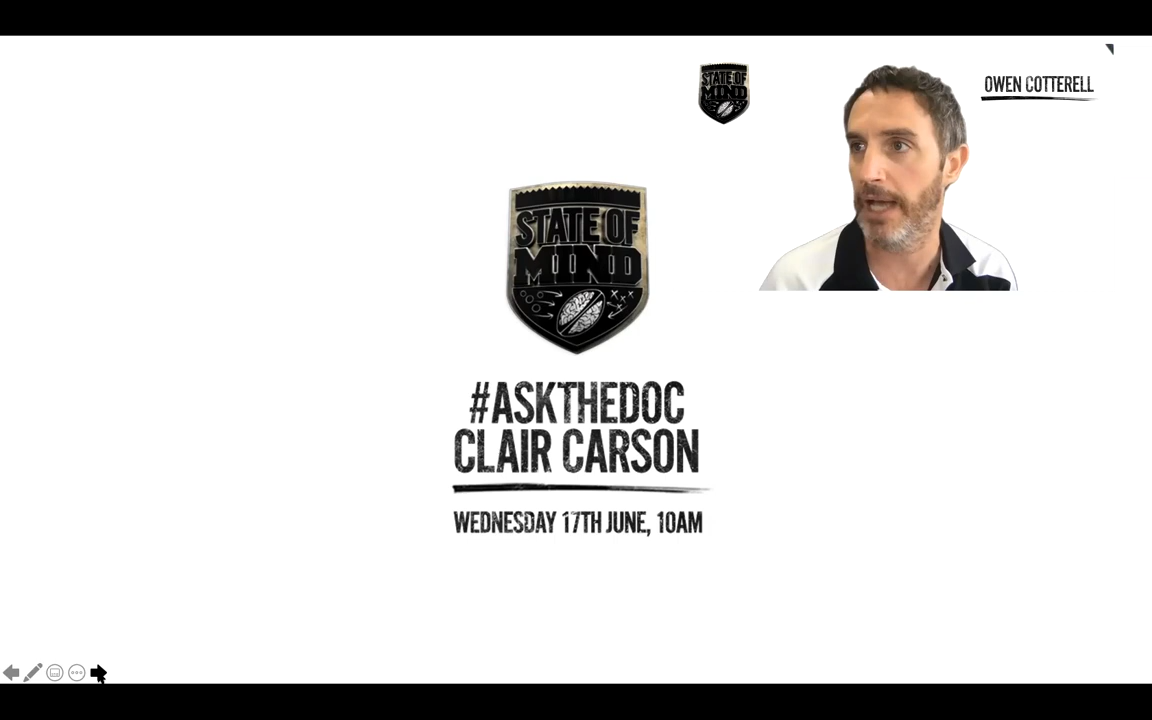 STATE OF
MIND
OWEN COTTERELL
STATE OF
MIND
#ASKTHEDOC
CLAIR CARSON
WEDNESDAY 17TH JUNE, 10AM